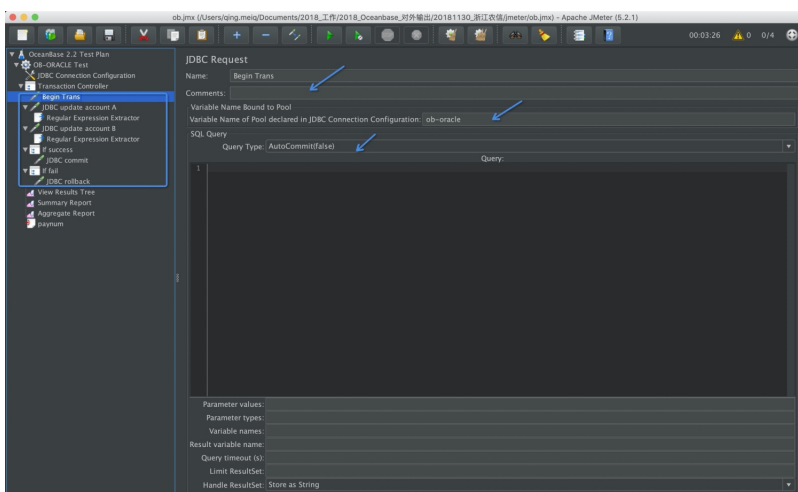 ob.jmx (/Users/qing.meiq/Documents/2018_工作/2018_Oceanbase_对外输出/20181130_浙江农信/jmeter/ob.jmx) - Apache JMeter (5.2.1)
00:03:26 0 0/4
OceanBase 2.2 Test Plan
OB-ORACLE Test
JDBC Connection Configuration
Transaction Controller
Begin Trans
JDBC update account A
Regular Expression Extractor
JDBC update account B
Regular Expression Extractor
If success
JDBC commit
If fail
JDBC rollback
View Results Tree
Summary Report
Aggregate Report
paynum
JDBC Request
Name: Begin Trans
Comments:
Variable Name Bound to Pool
Variable Name of Pool declared in JDBC Connection Configuration: ob-oracle
SQL Query
Query Type: AutoCommit(false)
Query:
1
Parameter values:
Parameter types:
Variable names:
Result variable name:
Query timeout (s):
Limit ResultSet:
Handle ResultSet: Store as String